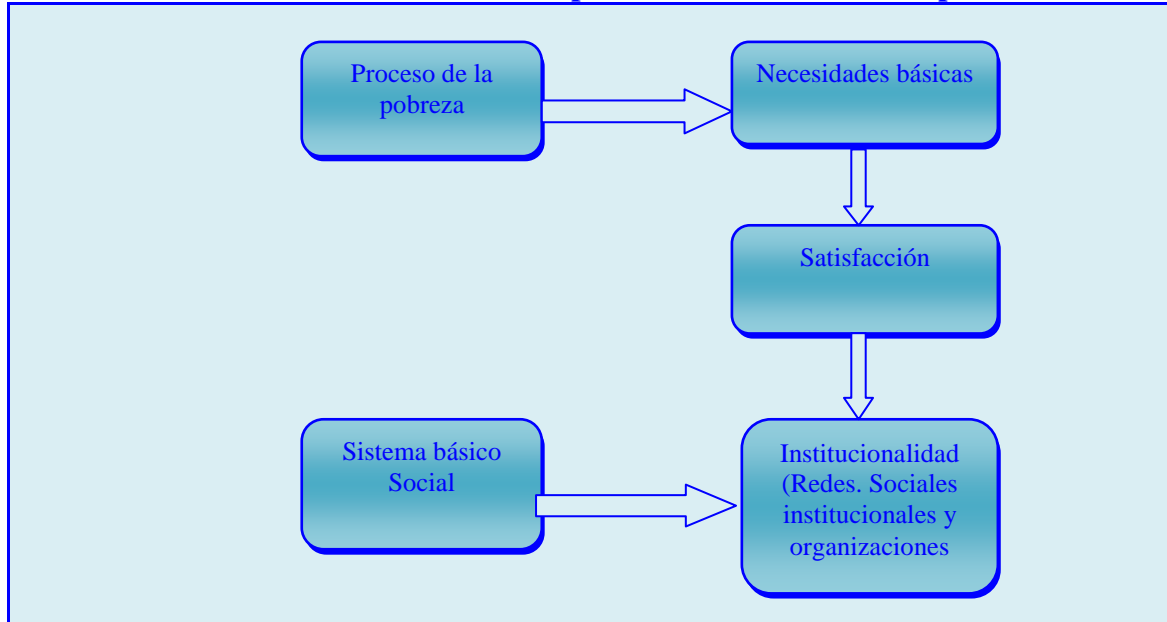 Proceso de la
pobreza
Necesidades básicas
Satisfacción
Sistema básico
Social
Institucionalidad
(Redes. Sociales
institucionales y
organizaciones